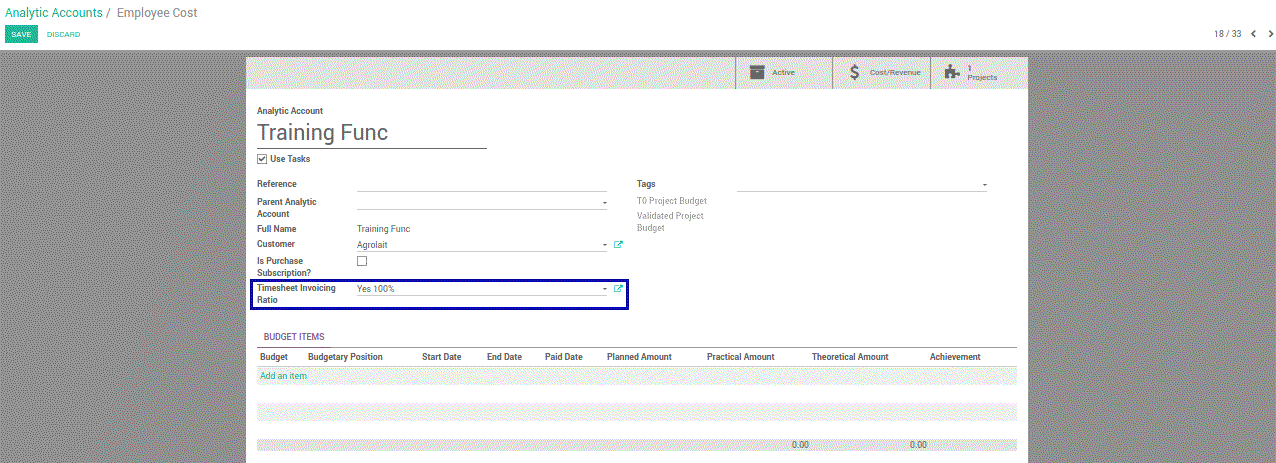 Analytic Accounts / Employee Cost
SAVE DISCARD
18 / 33
Active
Cost/Revenue
1
Projects
Analytic Account
Training Func
Use Tasks
Reference
Tags
Parent Analytic
Account
T0 Project Budget
Validated Project
Budget
Full Name Training Func
Customer Agrolait
Is Purchase
Subscription?
Timesheet Invoicing
Ratio
Yes 100%
BUDGET ITEMS
Budget Budgetary Position Start Date End Date Paid Date Planned Amount Practical Amount Theoretical Amount Achievement
Add an item
0.00 0.00